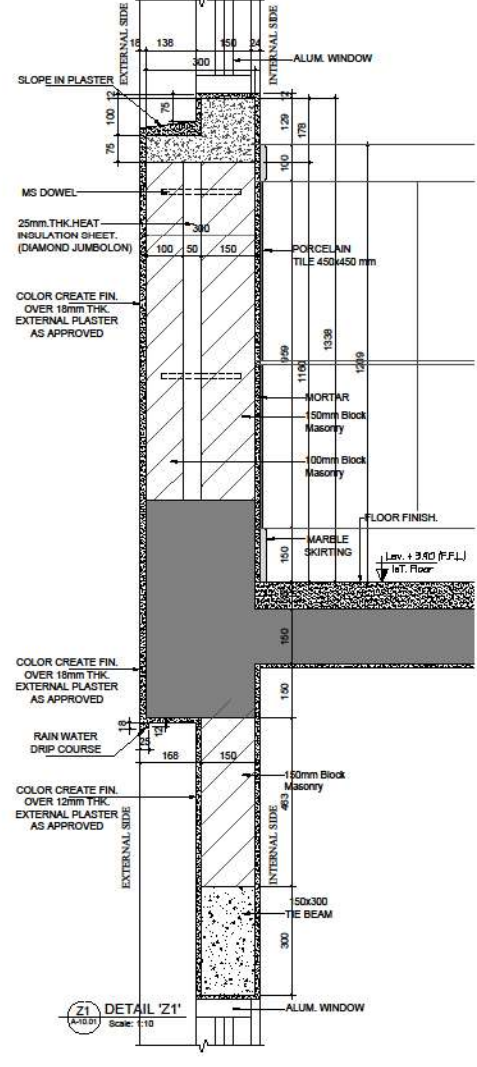 EXTERNAL SIDE
INTERNAL SIDE
18 138 150 24
300
ALUM. WINDOW
SLOPE IN PLASTER
12
100
75
75
12
129
178
100
MS DOWEL
25mm.THK.HEAT
INSULATION SHEET.
(DIAMOND JUMBOLON)
300
100 50 150
PORCELAIN
TILE 450x450 mm
COLOR CREATE FIN.
OVER 18mm THK.
EXTERNAL PLASTER
AS APPROVED
959
1160
1338
1239
MORTAR
150mm Block
Masonry
100mm Block
Masonry
FLOOR FINISH.
MARBLE
SKIRTING
150
Lev. + 3.90 (F.F.L)
1sT. Floor
150
150
COLOR CREATE FIN.
OVER 18mm THK.
EXTERNAL PLASTER
AS APPROVED
RAIN WATER
DRIP COURSE
18
12
25
168 150
150mm Block
Masonry
463
COLOR CREATE FIN.
OVER 12mm THK.
EXTERNAL PLASTER
AS APPROVED
EXTERNAL SIDE
INTERNAL SIDE
150x300
TIE BEAM
300
Z1
A-10.01
DETAIL 'Z1'
Scale: 1:10
ALUM. WINDOW